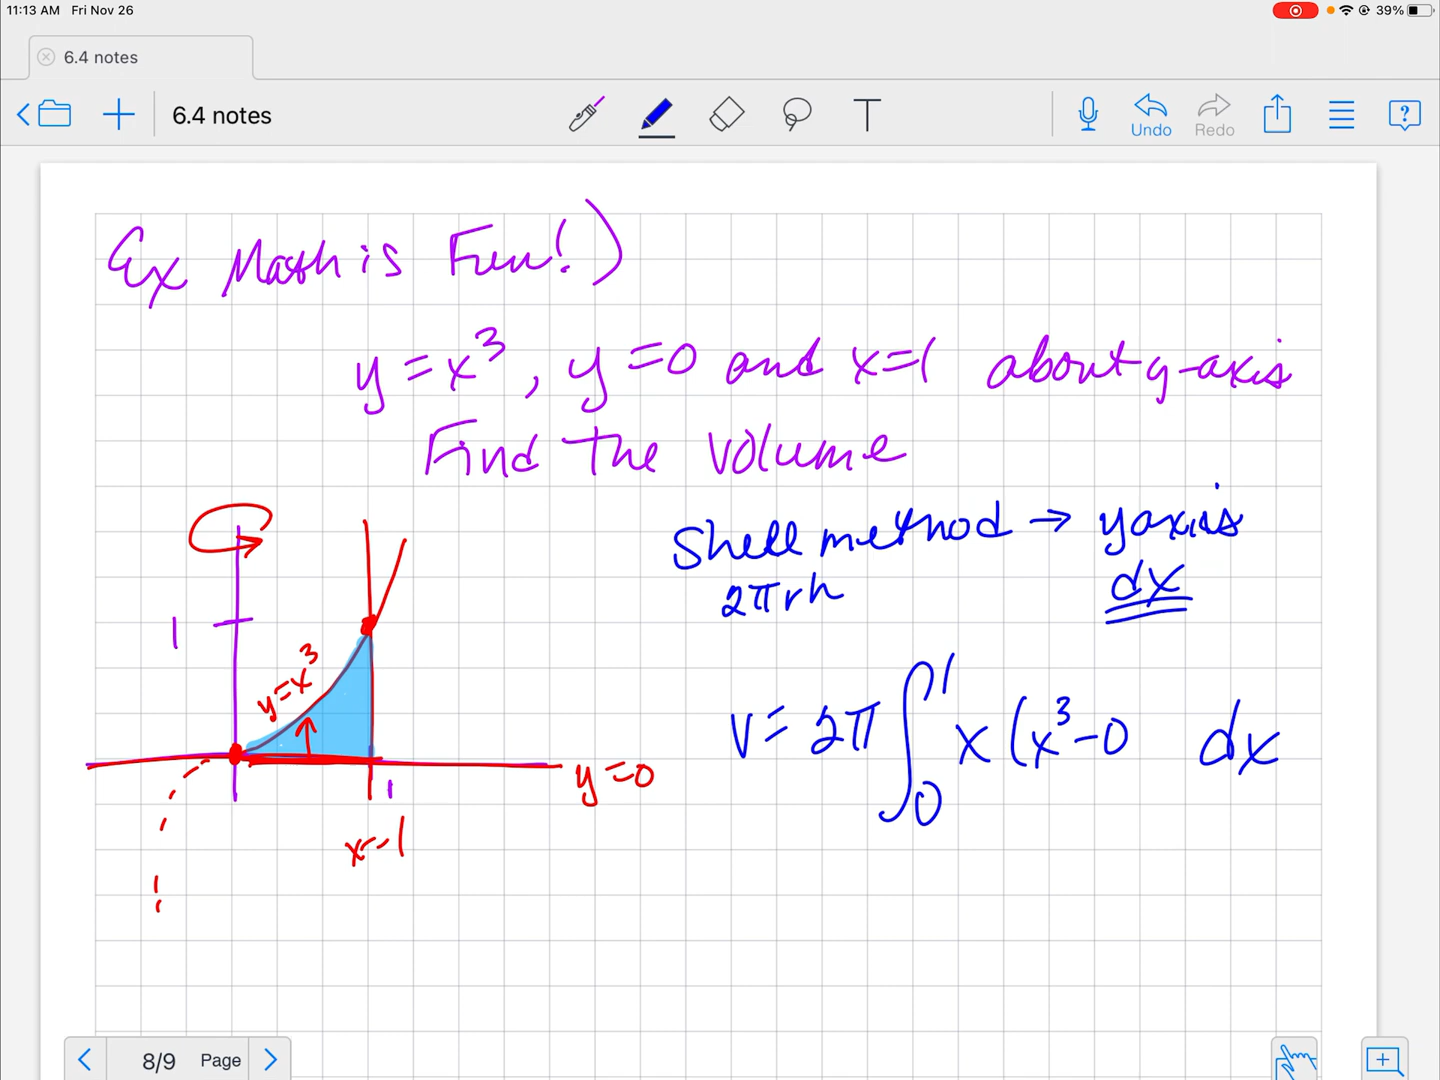 11:13 AM Fri Nov 26
39%
6.4 notes
6.4 notes
T
Undo
Redo
?
Ex Math is Fun!)
y=x³, y=0 and x=1 about y-axis
Find the volume
Shell method → y axis
2πrh
dx
1
y=x³
y=0
1
x=1
V = 2π ∫₀¹ x (x³-0 dx
8/9 Page